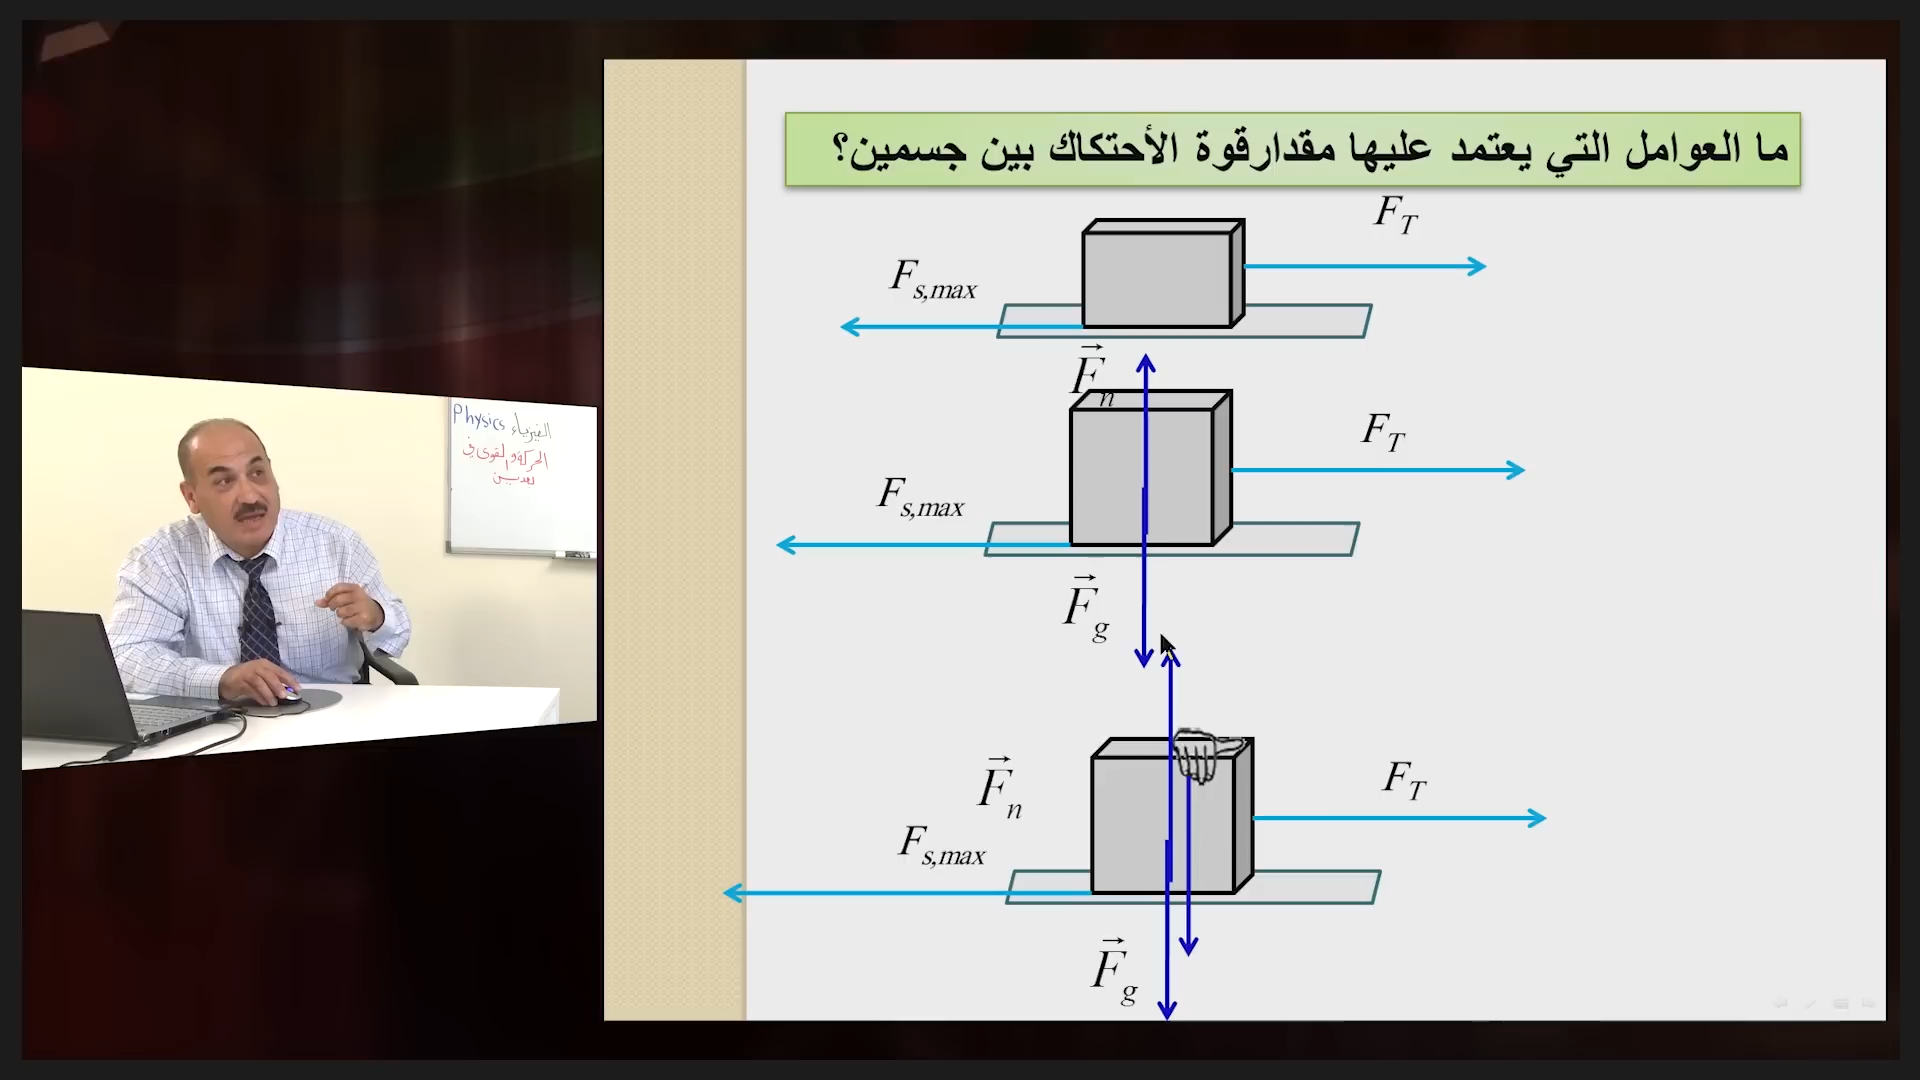 ما العوامل التي يعتمد عليها مقدارقوة الأحتكاك بين جسمين؟
F_T
F_s,max
F_n
F_T
F_s,max
F_g
F_n
F_T
F_s,max
F_g
الفيزياء Physics
الحركة والقوى في
بعدين